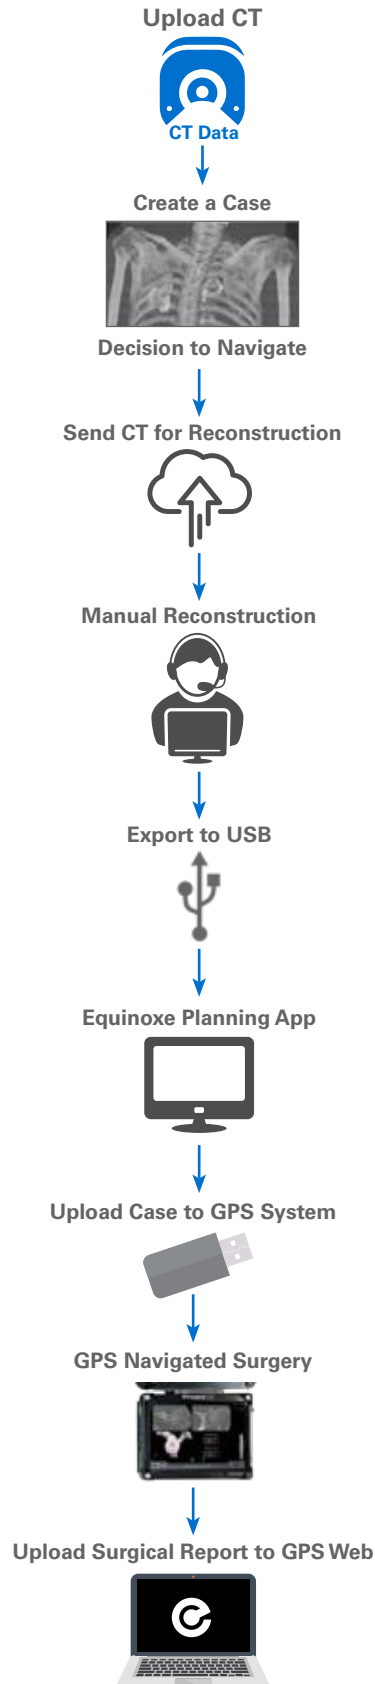 Upload CT
CT Data
Create a Case
Decision to Navigate
Send CT for Reconstruction
Manual Reconstruction
Export to USB
Equinoxe Planning App
Upload Case to GPS System
GPS Navigated Surgery
Upload Surgical Report to GPS Web